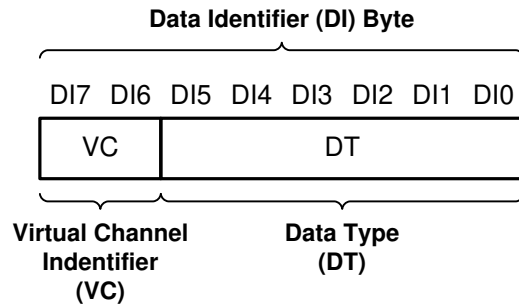 Data Identifier (DI) Byte
DI7 DI6 DI5 DI4 DI3 DI2 DI1 DI0
VC DT
Virtual Channel Data Type
Indentifier (DT)
(VC)